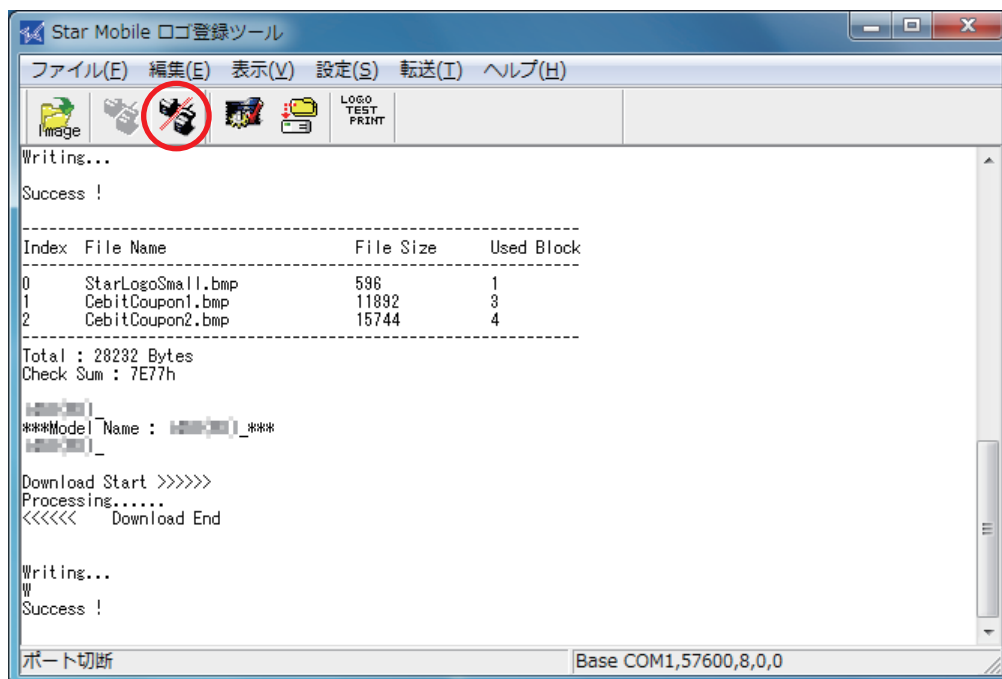 Star Mobile ロゴ登録ツール
ファイル(F) 編集(E) 表示(V) 設定(S) 転送(T) ヘルプ(H)
Image
LOGO
TEST
PRINT
Writing...
Success !
------------------------------------------------------------------
Index File Name File Size Used Block
------------------------------------------------------------------
0 StarLogoSmall.bmp 596 1
1 CebitCoupon1.bmp 11892 3
2 CebitCoupon2.bmp 15744 4
------------------------------------------------------------------
Total : 28232 Bytes
Check Sum : 7E77h
***Model Name : _***
Download Start >>>>>>
Processing......
<<<<<< Download End
Writing...
W
Success !
ポート切断 Base COM1,57600,8,0,0